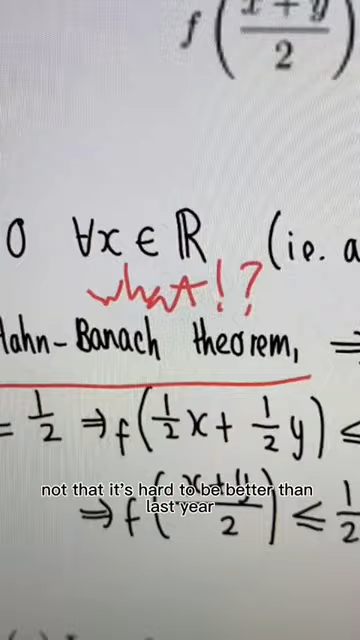 f(x+y/2)
0 ∀x∈ℝ (i.e. a
what!?
Hahn-Banach theorem, ⇒
= 1/2 ⇒ f(1/2 x + 1/2 y) ≤
not that it's hard to be better than
last year
⇒ f(x+y/2) ≤ 1/2